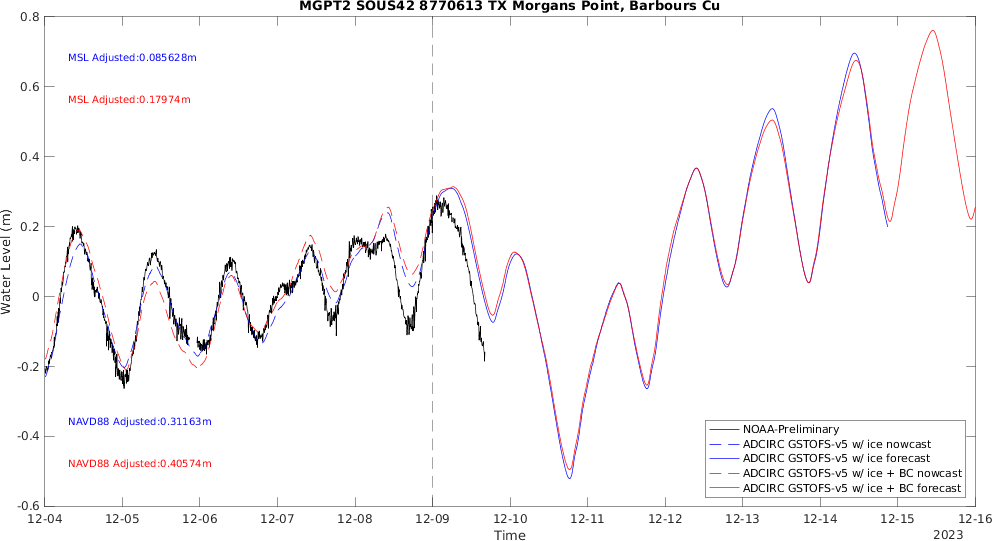 MGPT2 SOUS42 8770613 TX Morgans Point, Barbours Cu
0.8
0.6
0.4
0.2
0
-0.2
-0.4
-0.6
Water Level (m)
MSL Adjusted:0.085628m
MSL Adjusted:0.17974m
NAVD88 Adjusted:0.31163m
NAVD88 Adjusted:0.40574m
NOAA-Preliminary
ADCIRC GSTOFS-v5 w/ ice nowcast
ADCIRC GSTOFS-v5 w/ ice forecast
ADCIRC GSTOFS-v5 w/ ice + BC nowcast
ADCIRC GSTOFS-v5 w/ ice + BC forecast
12-04 12-05 12-06 12-07 12-08 12-09 12-10 12-11 12-12 12-13 12-14 12-15 12-16
Time
2023